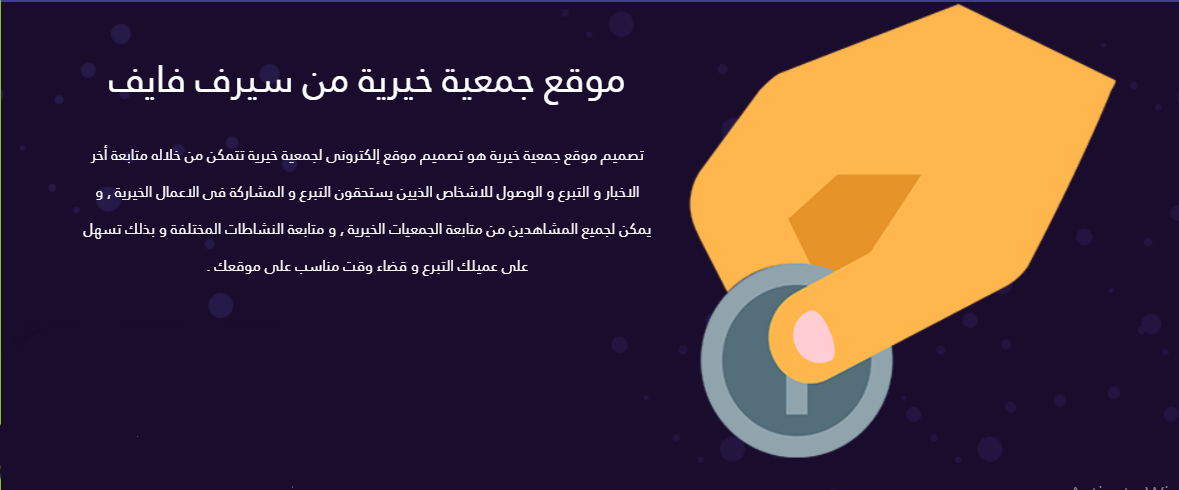 موقع جمعية خيرية من سيرف فايف
تصميم موقع جمعية خيرية هو تصميم موقع إلكترونى لجمعية خيرية تتمكن من خلاله متابعة أخر
الاخبار و التبرع و الوصول للاشخاص الذيين يستحقون التبرع و المشاركة فى الاعمال الخيرية , و
يمكن لجميع المشاهدين من متابعة الجمعيات الخيرية , و متابعة النشاطات المختلفة و بذلك تسهل
على عميلك التبرع و قضاء وقت مناسب على موقعك .